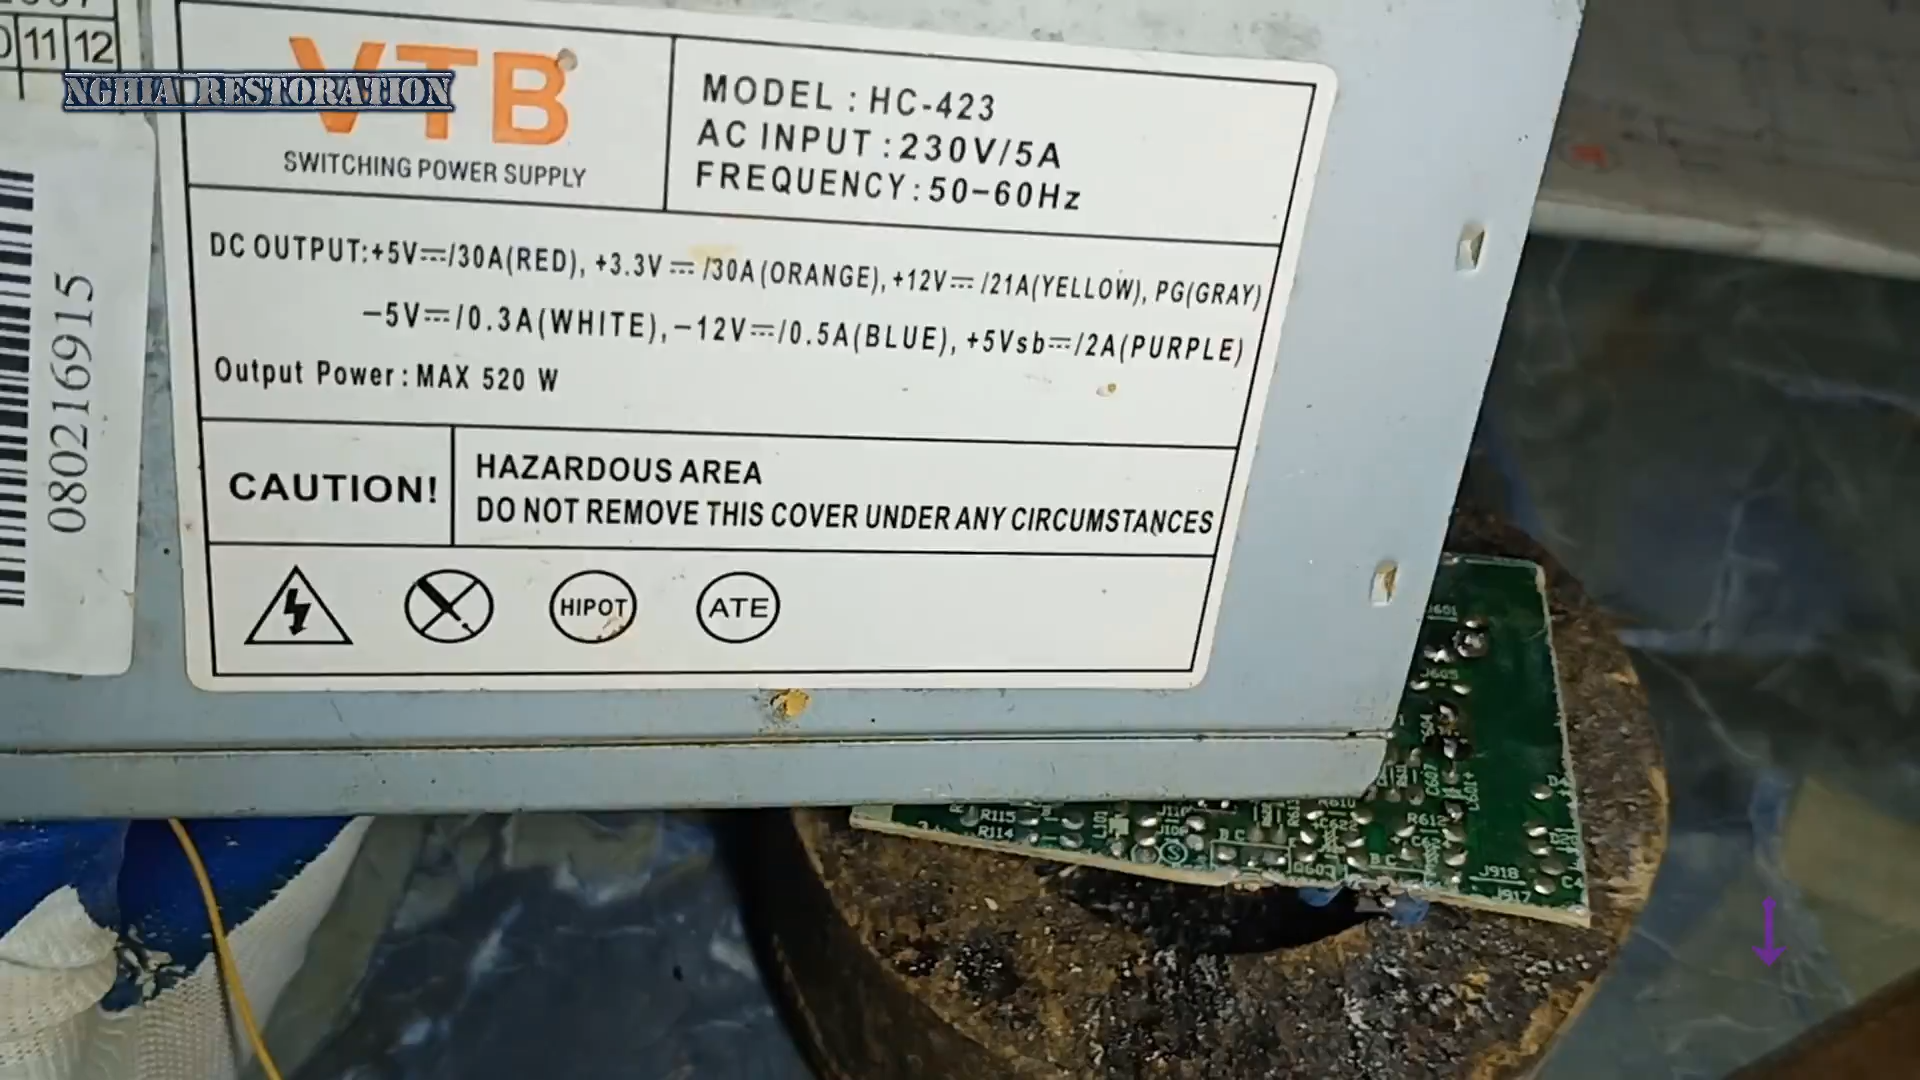 11 12
NGHIA RESTORATION
VTB
SWITCHING POWER SUPPLY
MODEL : HC-423
AC INPUT : 230V/5A
FREQUENCY : 50-60Hz
DC OUTPUT:+5V⎓/30A(RED), +3.3V⎓/30A(ORANGE), +12V⎓/21A(YELLOW), PG(GRAY)
-5V⎓/0.3A(WHITE), -12V⎓/0.5A(BLUE), +5Vsb⎓/2A(PURPLE)
Output Power : MAX 520 W
CAUTION!
HAZARDOUS AREA
DO NOT REMOVE THIS COVER UNDER ANY CIRCUMSTANCES
HIPOT
ATE
080216915
J601
J605
R115
R114
R612
J918
J917